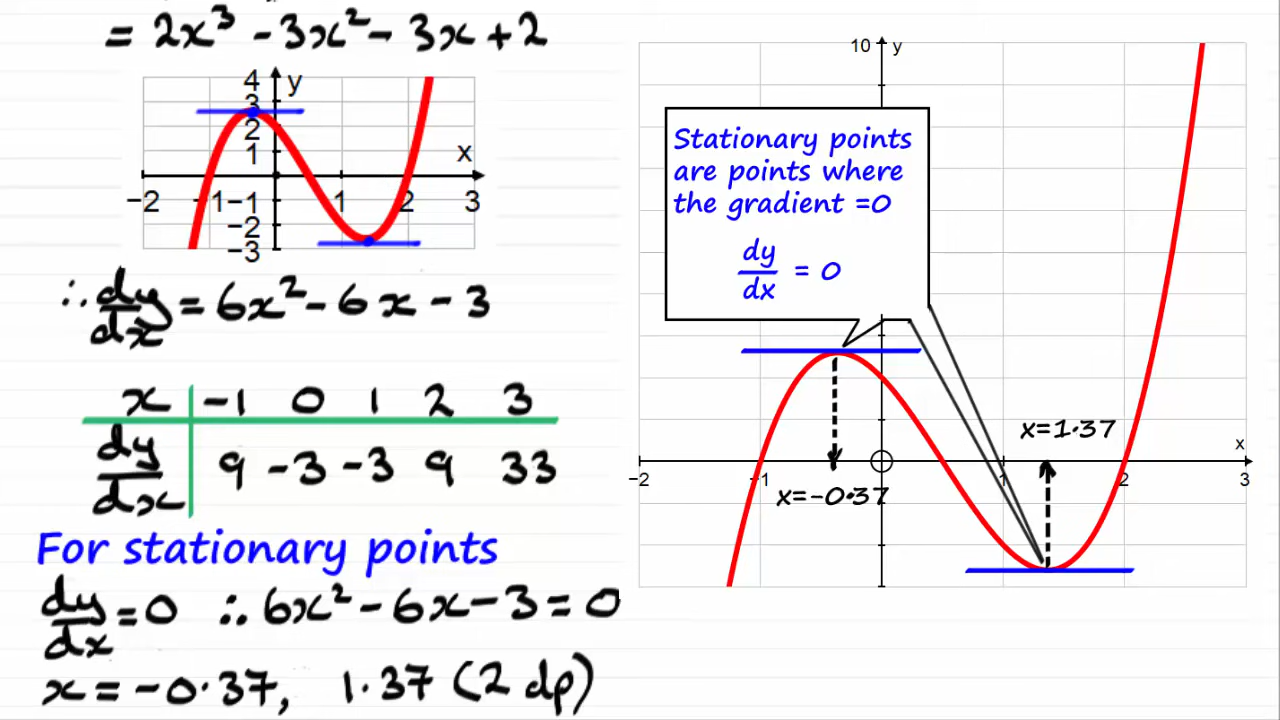 = 2x³ - 3x² - 3x + 2
4
y
3
2
1
x
-2 -1 1 2 3
-1
-2
-3
∴ dy/dx = 6x² - 6x - 3
x -1 0 1 2 3
dy/dx 9 -3 -3 9 33
For stationary points
dy/dx = 0 ∴ 6x² - 6x - 3 = 0
x = -0·37, 1·37 (2 dp)
10 y
Stationary points
are points where
the gradient =0
dy/dx = 0
x=1·37
x
-2 -1 1 2 3
x=-0·37